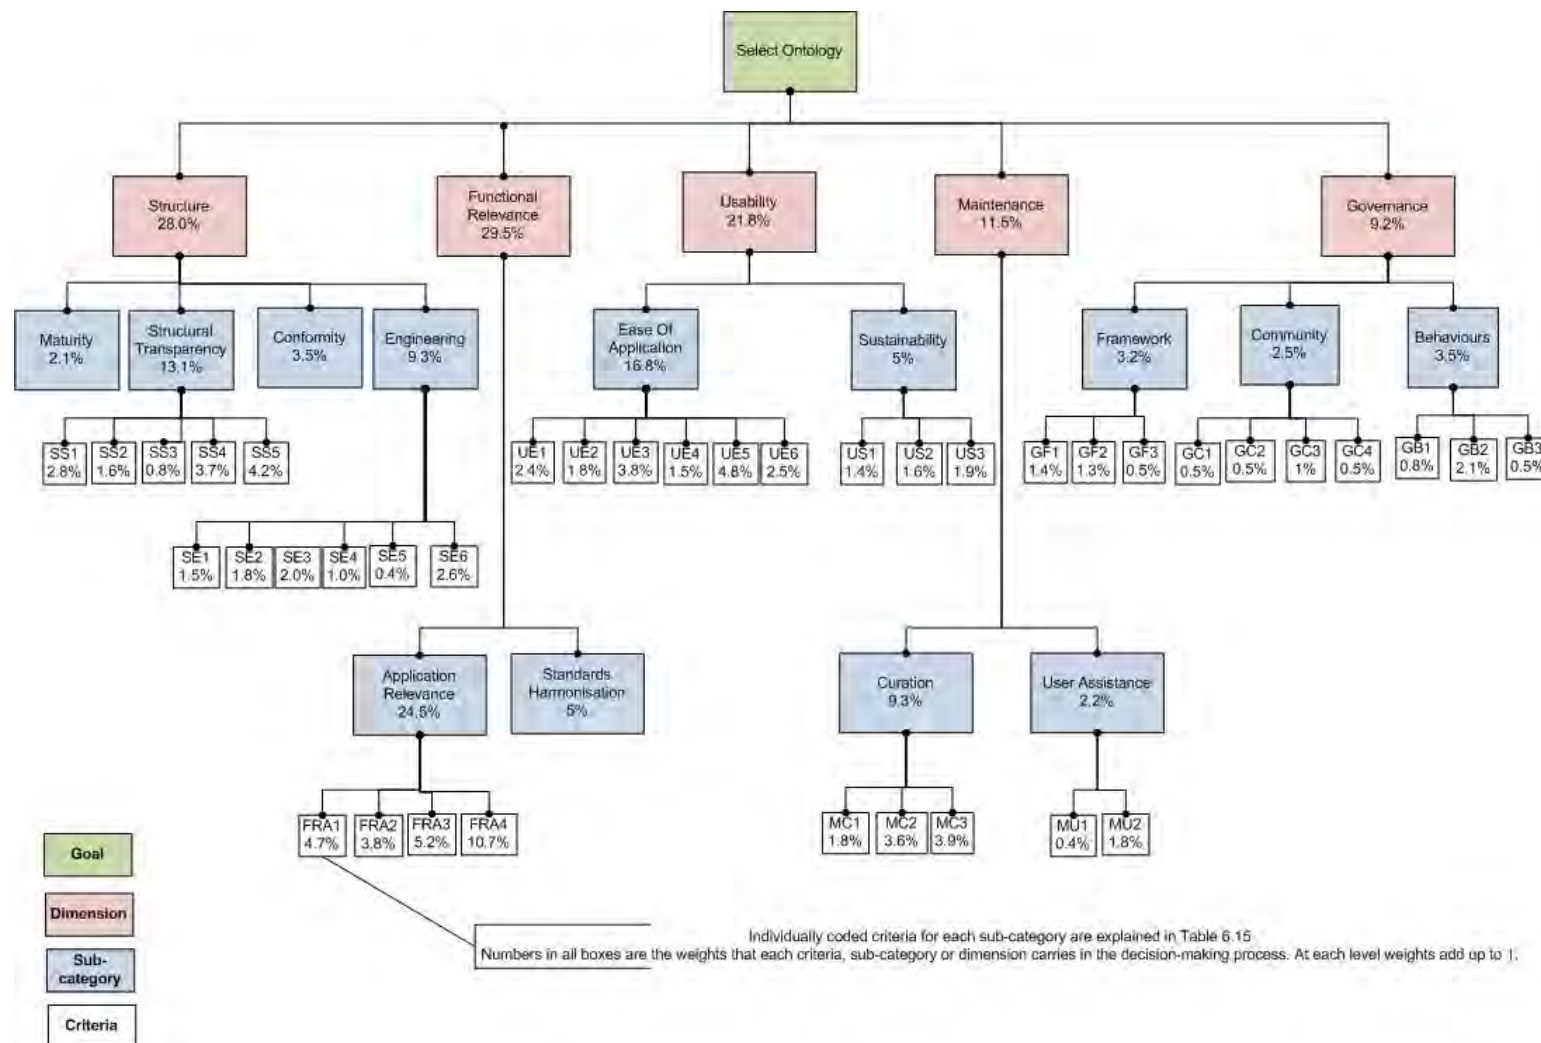 Select Ontology
Structure
28.0%
Functional
Relevance
29.5%
Usability
21.8%
Maintenance
11.5%
Governance
9.2%
Maturity
2.1%
Structural
Transparency
13.1%
Conformity
3.5%
Engineering
9.3%
Ease Of
Application
16.8%
Sustainability
5%
Framework
3.2%
Community
2.5%
Behaviours
3.5%
SS1
2.8%
SS2
1.6%
SS3
0.8%
SS4
3.7%
SS5
4.2%
UE1
2.4%
UE2
1.8%
UE3
3.8%
UE4
1.5%
UE5
4.8%
UE6
2.5%
US1
1.4%
US2
1.6%
US3
1.9%
GF1
1.4%
GF2
1.3%
GF3
0.5%
GC1
0.5%
GC2
0.5%
GC3
1%
GC4
0.5%
GB1
0.8%
GB2
2.1%
GB3
0.5%
SE1
1.5%
SE2
1.8%
SE3
2.0%
SE4
1.0%
SE5
0.4%
SE6
2.6%
Application
Relevance
24.5%
Standards
Harmonisation
5%
Curation
9.3%
User Assistance
2.2%
FRA1
4.7%
FRA2
3.8%
FRA3
5.2%
FRA4
10.7%
MC1
1.8%
MC2
3.6%
MC3
3.9%
MU1
0.4%
MU2
1.8%
Goal
Dimension
Sub-
category
Criteria
Individually coded criteria for each sub-category are explained in Table 6.15
Numbers in all boxes are the weights that each criteria, sub-category or dimension carries in the decision-making process. At each level weights add up to 1.